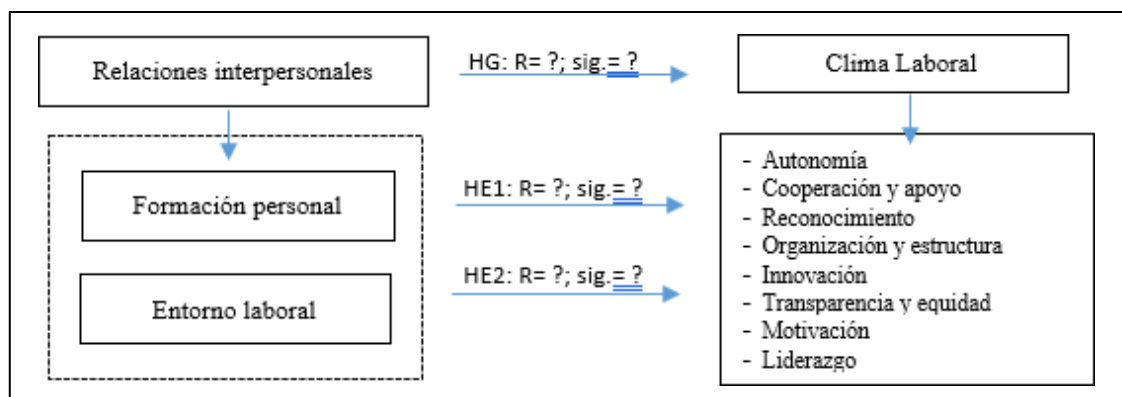 Relaciones interpersonales
HG: R= ?; sig.= ?
Clima Laboral
Formación personal
HE1: R= ?; sig.= ?
Entorno laboral
HE2: R= ?; sig.= ?
- Autonomía
- Cooperación y apoyo
- Reconocimiento
- Organización y estructura
- Innovación
- Transparencia y equidad
- Motivación
- Liderazgo